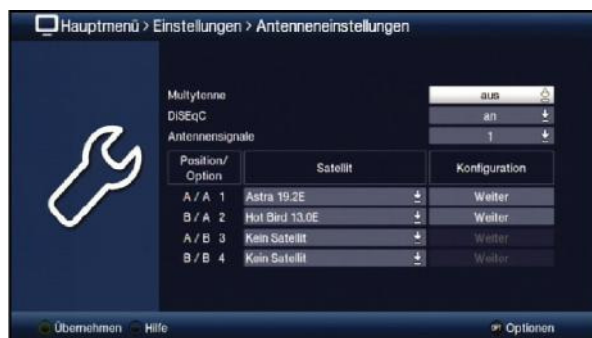 Hauptmenü > Einstellungen > Antenneneinstellungen
Multytenne aus
DiSEqC an
Antennensignale 1
Position/Option Satellit Konfiguration
A/A 1 Astra 19.2E Weiter
B/A 2 Hot Bird 13.0E Weiter
A/B 3 Kein Satellit Weiter
B/B 4 Kein Satellit Weiter
Übernehmen Hilfe Optionen